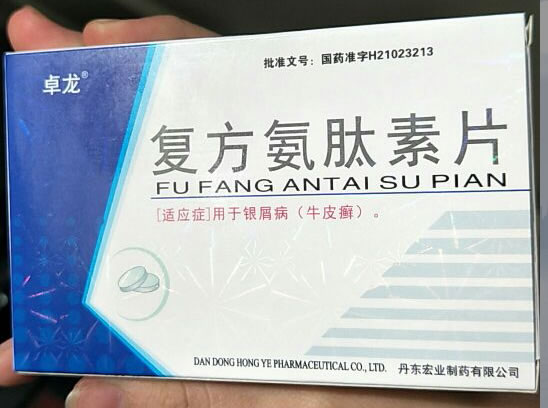 批准文号：国药准字H21023213
卓龙®
复方氨肽素片
FU FANG ANTAI SU PIAN
[适应症]用于银屑病（牛皮癣）。
DAN DONG HONG YE PHARMACEUTICAL CO., LTD. 丹东宏业制药有限公司